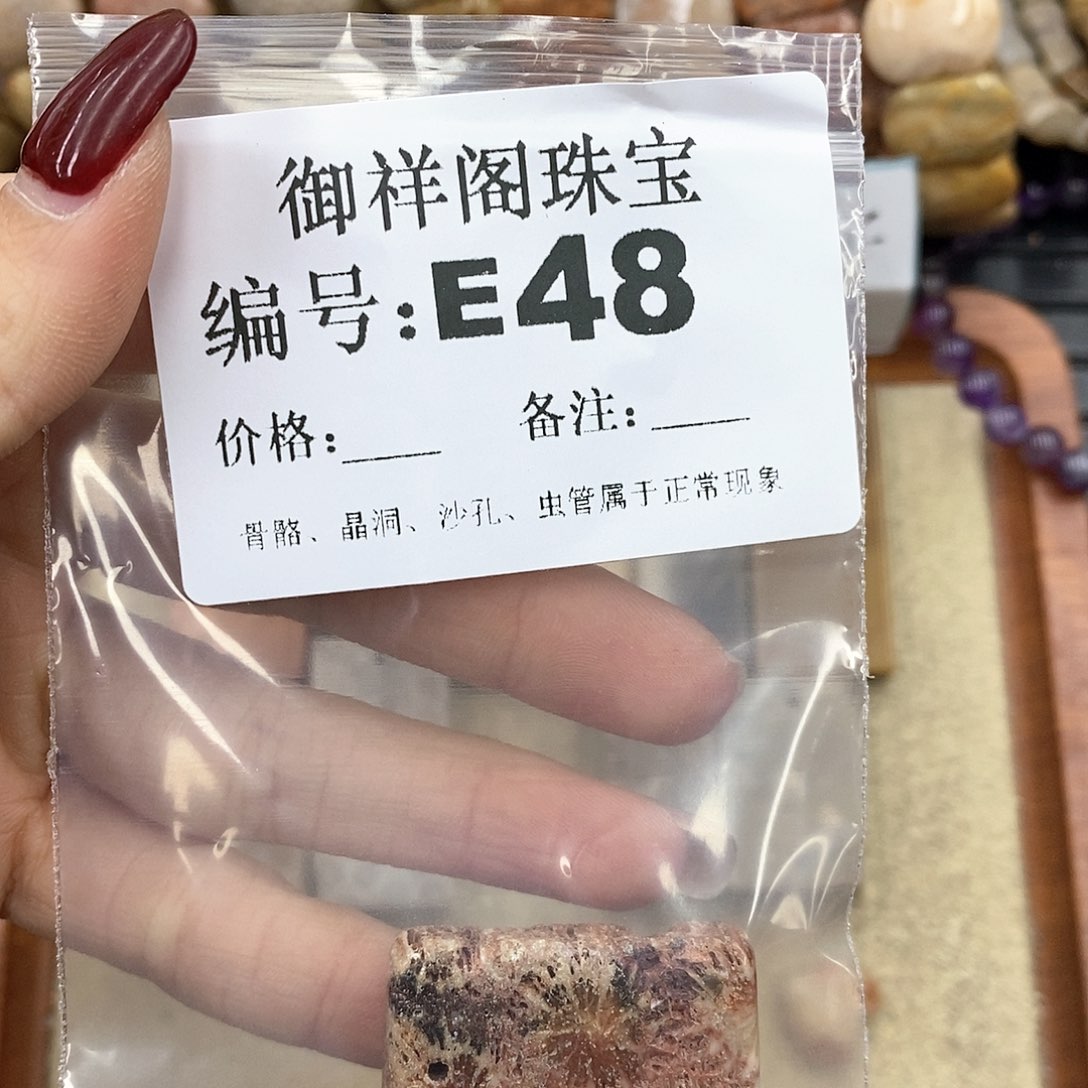 御祥阁珠宝
编号:E48
价格:____ 备注:____
骨骼、晶洞、沙孔、虫管属于正常现象